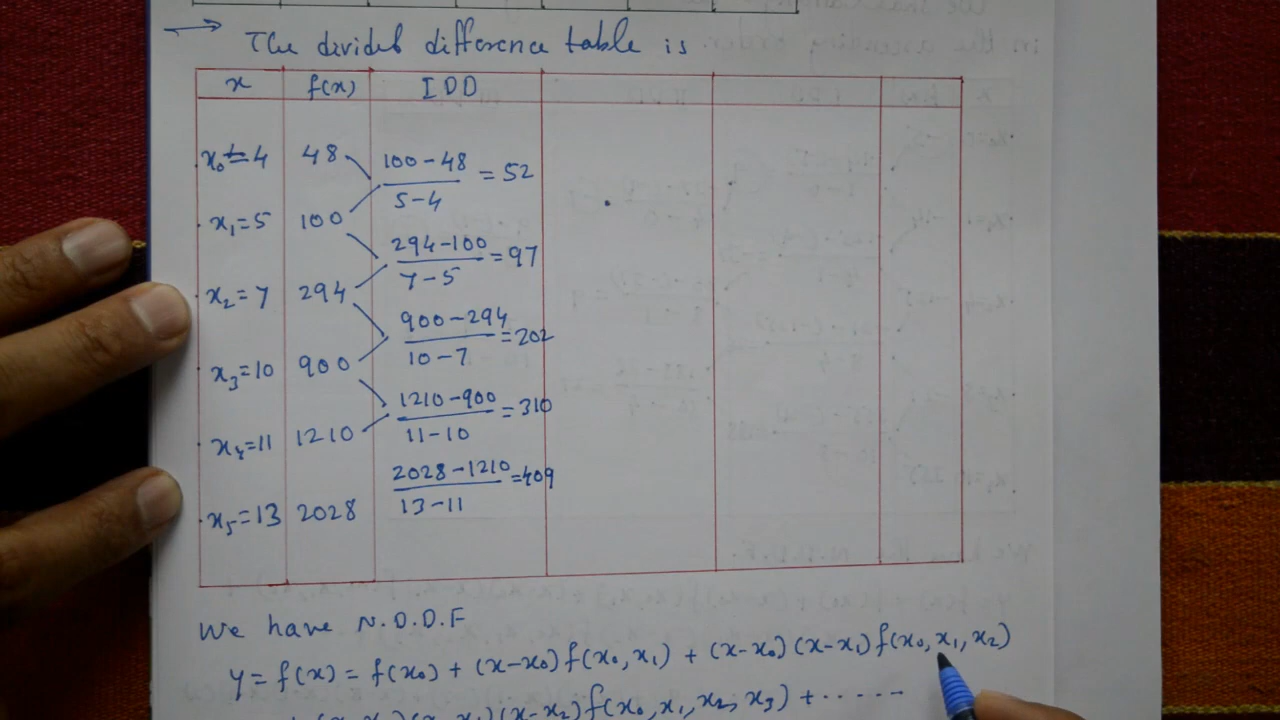 → The divided difference table is
x f(x) I DD
x₀=4 48 100-48/5-4 = 52
x₁=5 100 294-100/7-5 = 97
x₂=7 294 900-294/10-7 = 202
x₃=10 900 1210-900/11-10 = 310
x₄=11 1210 2028-1210/13-11 = 409
x₅=13 2028
We have N.D.D.F
y = f(x) = f(x₀) + (x-x₀) f(x₀,x₁) + (x-x₀)(x-x₁) f(x₀,x₁,x₂)
(x-x₂) f(x₀,x₁,x₂,x₃) + ......